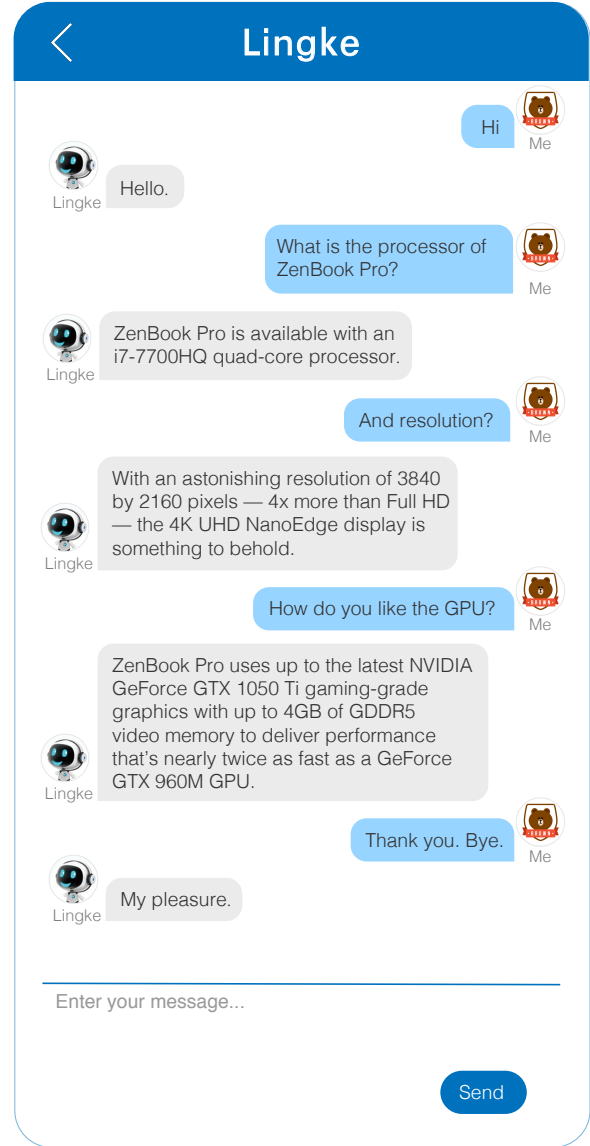 Lingke
Hi
Me
Hello.
Lingke
What is the processor of
ZenBook Pro?
Me
ZenBook Pro is available with an
i7-7700HQ quad-core processor.
Lingke
And resolution?
Me
With an astonishing resolution of 3840
by 2160 pixels — 4x more than Full HD
— the 4K UHD NanoEdge display is
something to behold.
Lingke
How do you like the GPU?
Me
ZenBook Pro uses up to the latest NVIDIA
GeForce GTX 1050 Ti gaming-grade
graphics with up to 4GB of GDDR5
video memory to deliver performance
that's nearly twice as fast as a GeForce
GTX 960M GPU.
Lingke
Thank you. Bye.
Me
My pleasure.
Lingke
Enter your message...
Send